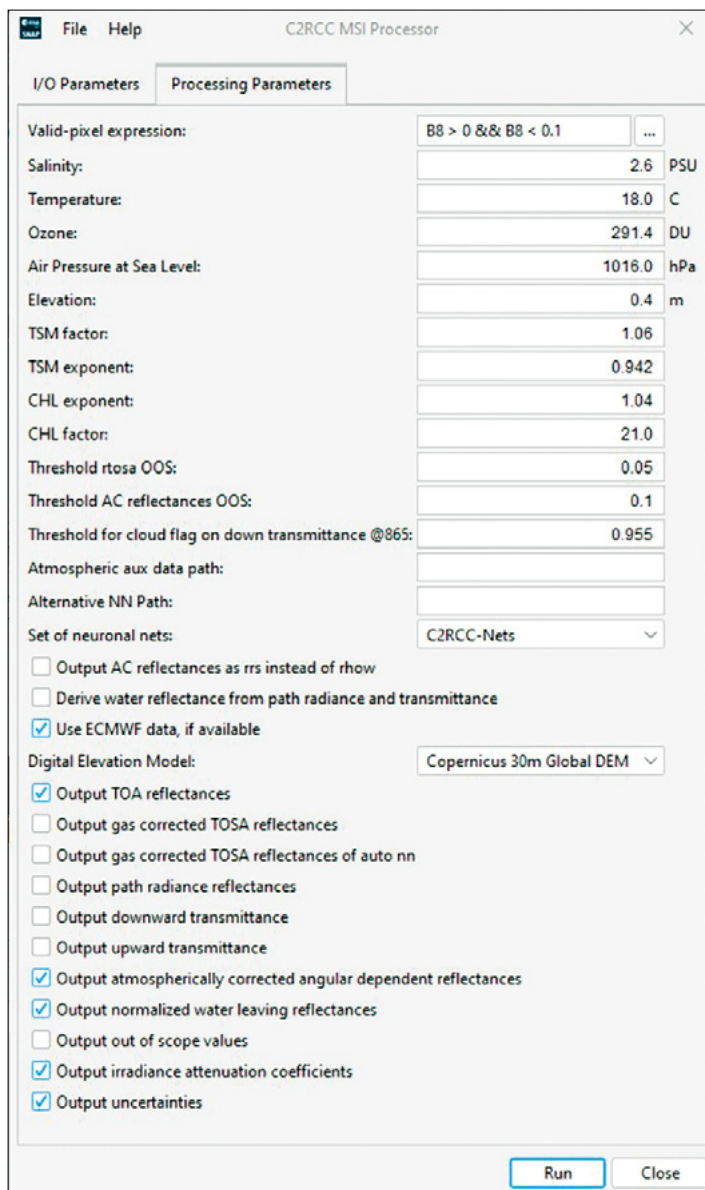 esa
SNAP
File Help C2RCC MSI Processor
I/O Parameters Processing Parameters
Valid-pixel expression: B8 > 0 && B8 < 0.1 ...
Salinity: 2.6 PSU
Temperature: 18.0 C
Ozone: 291.4 DU
Air Pressure at Sea Level: 1016.0 hPa
Elevation: 0.4 m
TSM factor: 1.06
TSM exponent: 0.942
CHL exponent: 1.04
CHL factor: 21.0
Threshold rtosa OOS: 0.05
Threshold AC reflectances OOS: 0.1
Threshold for cloud flag on down transmittance @865: 0.955
Atmospheric aux data path:
Alternative NN Path:
Set of neuronal nets: C2RCC-Nets
Output AC reflectances as rrs instead of rhow
Derive water reflectance from path radiance and transmittance
Use ECMWF data, if available
Digital Elevation Model: Copernicus 30m Global DEM
Output TOA reflectances
Output gas corrected TOSA reflectances
Output gas corrected TOSA reflectances of auto nn
Output path radiance reflectances
Output downward transmittance
Output upward transmittance
Output atmospherically corrected angular dependent reflectances
Output normalized water leaving reflectances
Output out of scope values
Output irradiance attenuation coefficients
Output uncertainties
Run Close